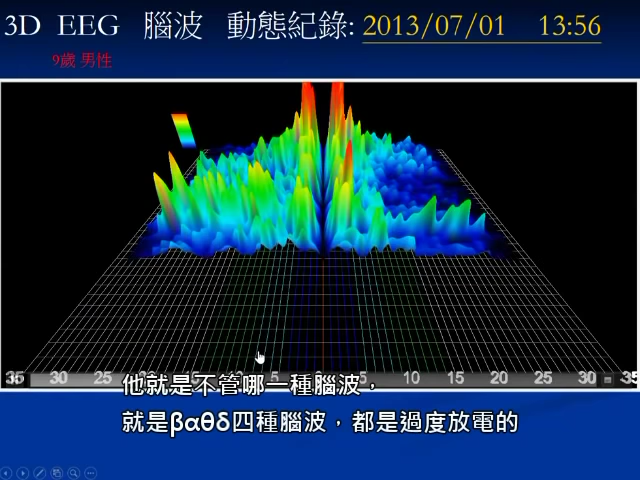 3D EEG 腦波 動態紀錄: 2013/07/01 13:56
9歲 男性
35 30 25 10 15 20 25 30 35
他就是不管哪一種腦波，
就是βαθδ四種腦波，都是過度放電的